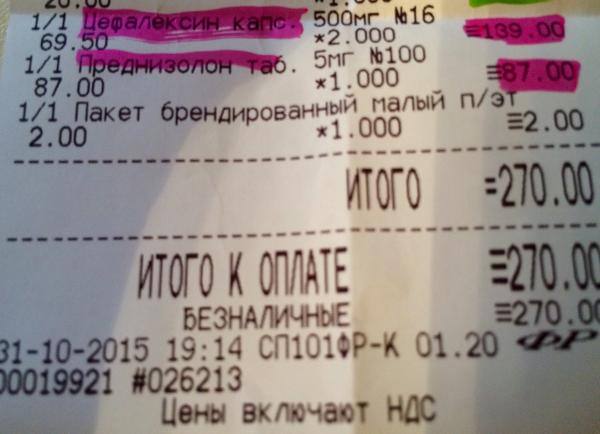 1/1 Цефалексин капс. 500мг №16
69.50 *2.000 ≡139.00
1/1 Преднизолон таб. 5мг №100
87.00 *1.000 ≡87.00
1/1 Пакет брендированный малый п/эт
2.00 *1.000 ≡2.00
ИТОГО =270.00
ИТОГО К ОПЛАТЕ ≡270.00
БЕЗНАЛИЧНЫЕ ≡270.00
31-10-2015 19:14 СП101ФР-К 01.20 ФР
00019921 #026213
Цены включают НДС